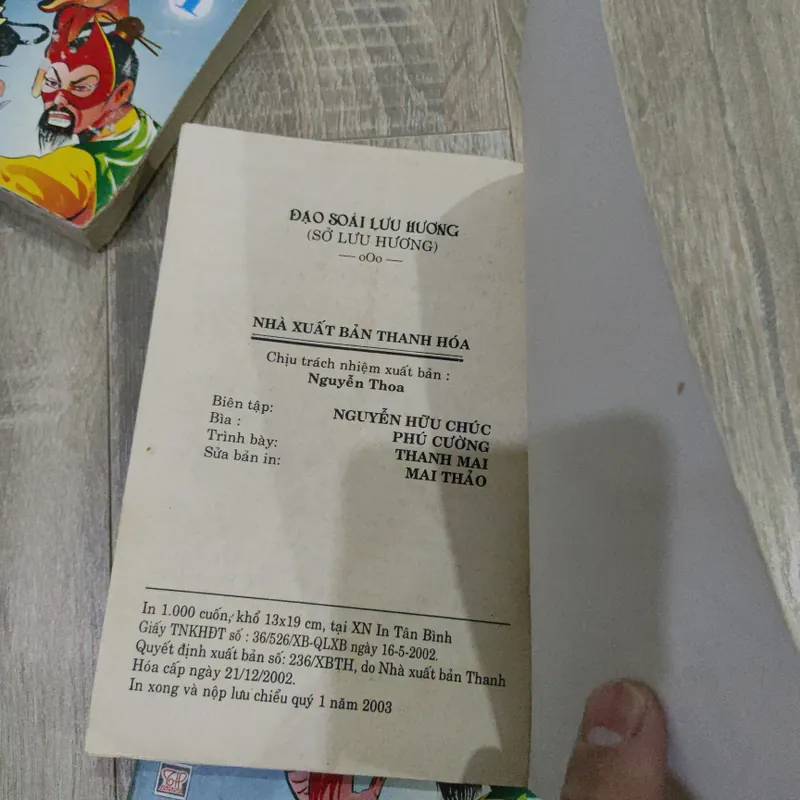 1
ĐẠO SOÁI LƯU HƯƠNG
(SỞ LƯU HƯƠNG)
— oOo —
NHÀ XUẤT BẢN THANH HÓA
Chịu trách nhiệm xuất bản :
Nguyễn Thoa
Biên tập: NGUYỄN HỮU CHÚC
Bìa : PHÚ CƯỜNG
Trình bày: THANH MAI
Sửa bản in: MAI THẢO
In 1.000 cuốn, khổ 13x19 cm, tại XN In Tân Bình
Giấy TNKHĐT số : 36/526/XB-QLXB ngày 16-5-2002.
Quyết định xuất bản số: 236/XBTH, do Nhà xuất bản Thanh
Hóa cấp ngày 21/12/2002.
In xong và nộp lưu chiểu quý 1 năm 2003